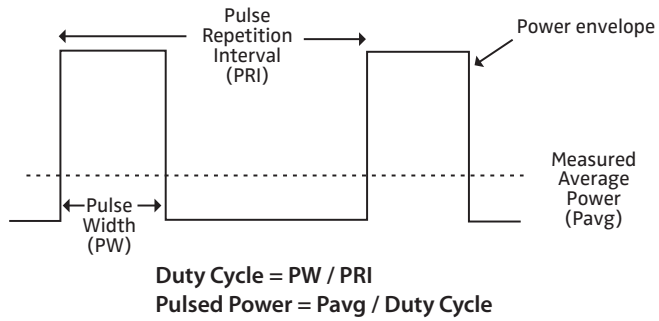 Pulse
Repetition
Interval
(PRI)
Power envelope
Measured
Average
Power
(Pavg)
Pulse
Width
(PW)
Duty Cycle = PW / PRI
Pulsed Power = Pavg / Duty Cycle